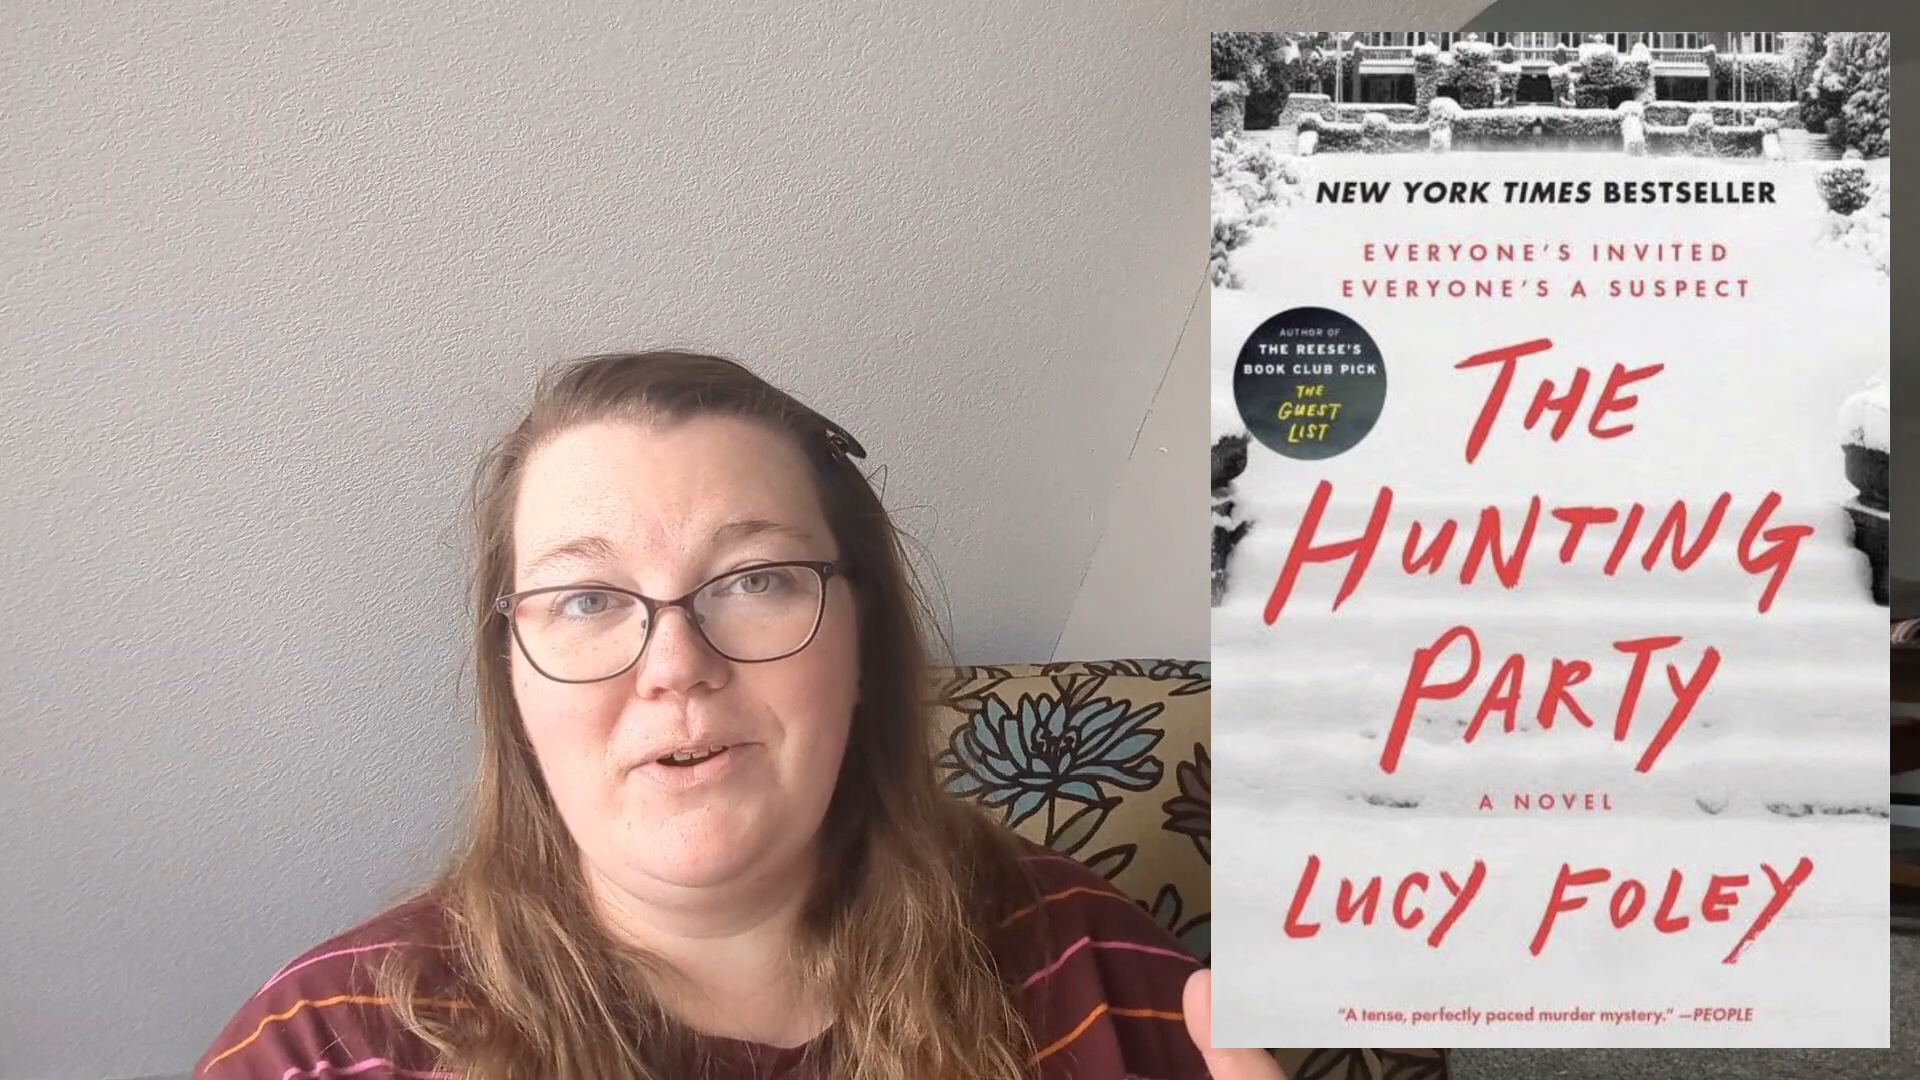 NEW YORK TIMES BESTSELLER
EVERYONE'S INVITED
EVERYONE'S A SUSPECT
AUTHOR OF
THE REESE'S
BOOK CLUB PICK
THE
GUEST
LIST
THE
HUNTING
PARTY
A NOVEL
LUCY FOLEY
"A tense, perfectly paced murder mystery." —PEOPLE